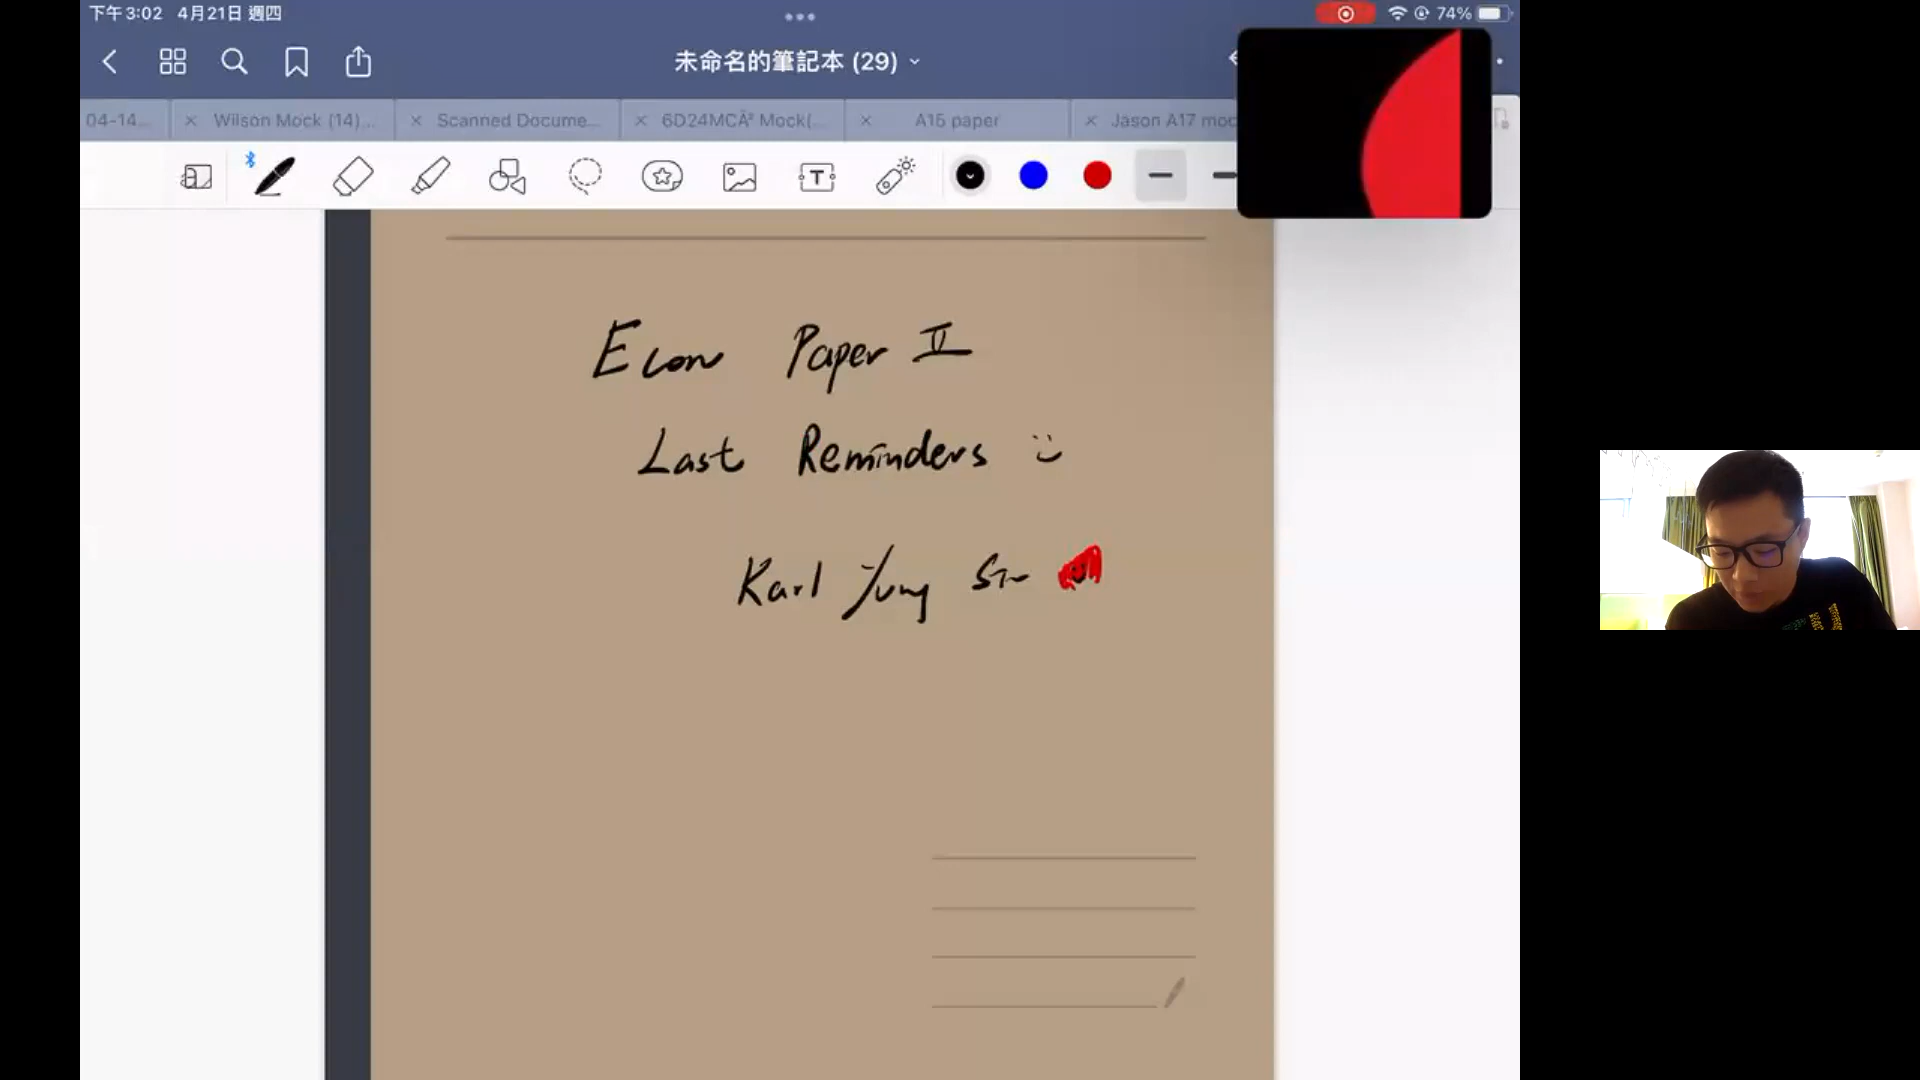 下午3:02 4月21日 週四 74%
未命名的筆記本 (29)
04-14... Wilson Mock (14)... Scanned Docume... 6D24MCÂ² Mock(... A15 paper Jason A17 moc
Econ Paper II
Last Reminders
Karl Yung Sir